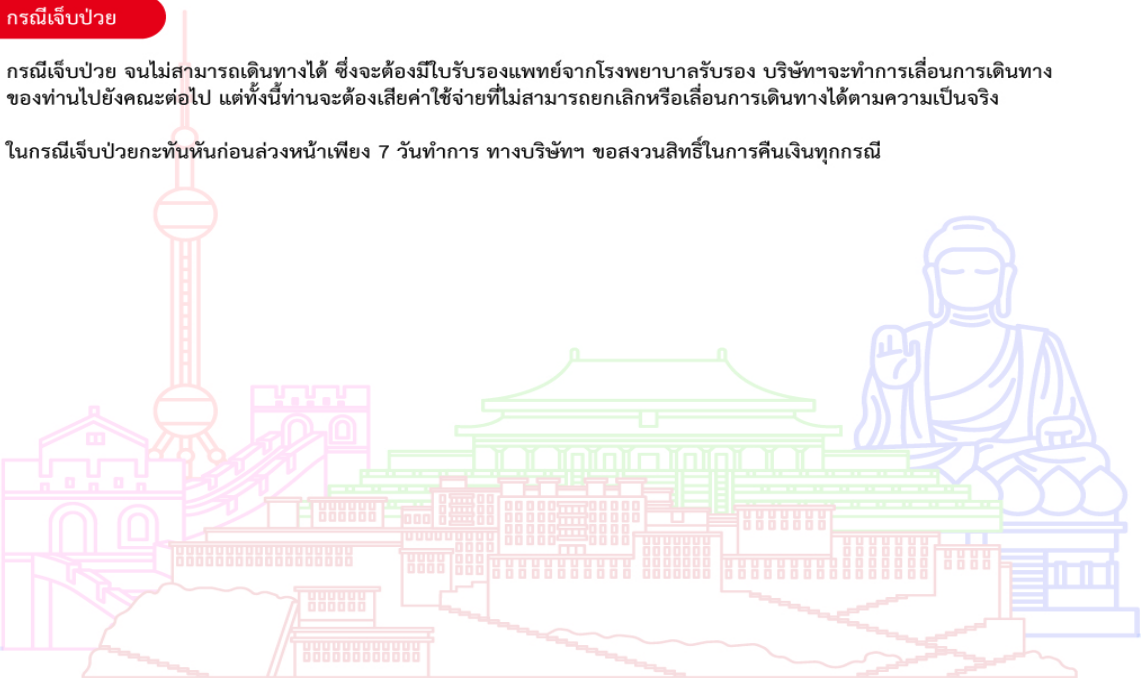 กรณีเจ็บป่วย
กรณีเจ็บป่วย จนไม่สามารถเดินทางได้ ซึ่งจะต้องมีใบรับรองแพทย์จากโรงพยาบาลรับรอง บริษัทฯจะทำการเลื่อนการเดินทาง
ของท่านไปยังคณะต่อไป แต่ทั้งนี้ท่านจะต้องเสียค่าใช้จ่ายที่ไม่สามารถยกเลิกหรือเลื่อนการเดินทางได้ตามความเป็นจริง
ในกรณีเจ็บป่วยกะทันหันก่อนล่วงหน้าเพียง 7 วันทำการ ทางบริษัทฯ ขอสงวนสิทธิ์ในการคืนเงินทุกกรณี